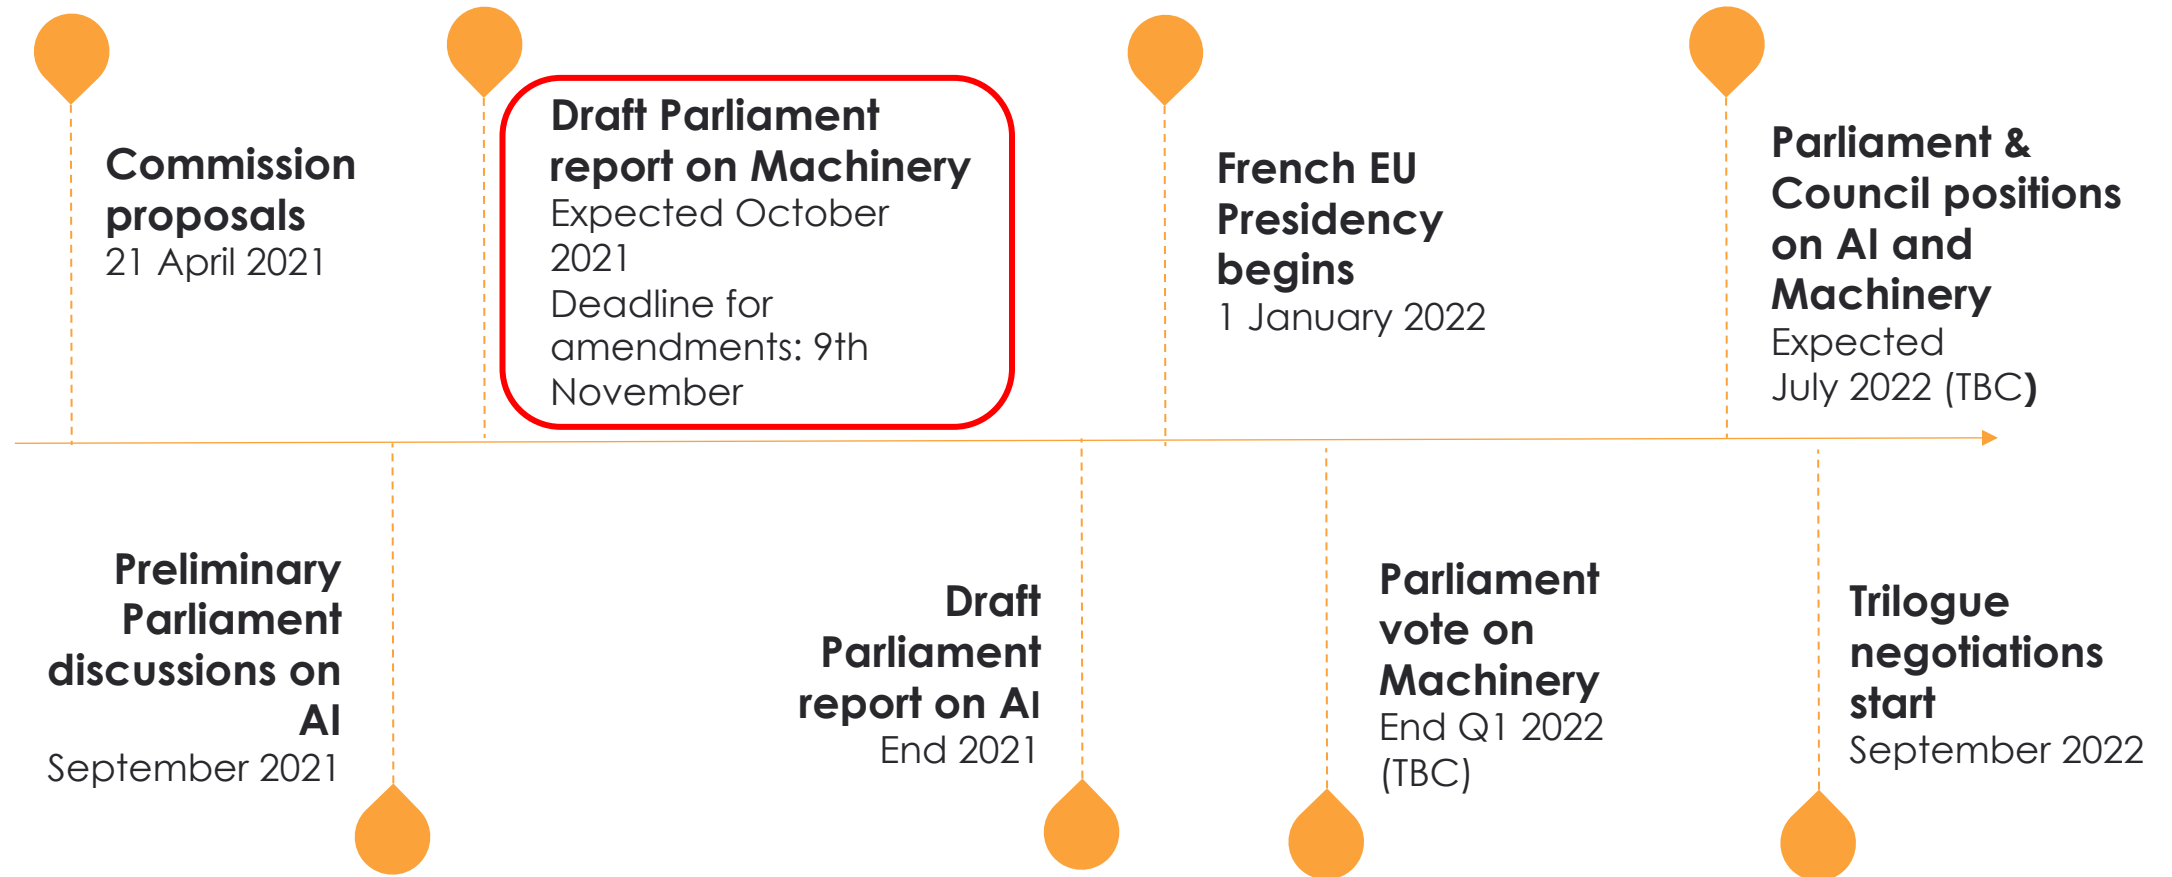 Commission
proposals
21 April 2021
Draft Parliament
report on Machinery
Expected October
2021
Deadline for
amendments: 9th
November
French EU
Presidency
begins
1 January 2022
Parliament &
Council positions
on AI and
Machinery
Expected
July 2022 (TBC)
Preliminary
Parliament
discussions on
AI
September 2021
Draft
Parliament
report on AI
End 2021
Parliament
vote on
Machinery
End Q1 2022
(TBC)
Trilogue
negotiations
start
September 2022